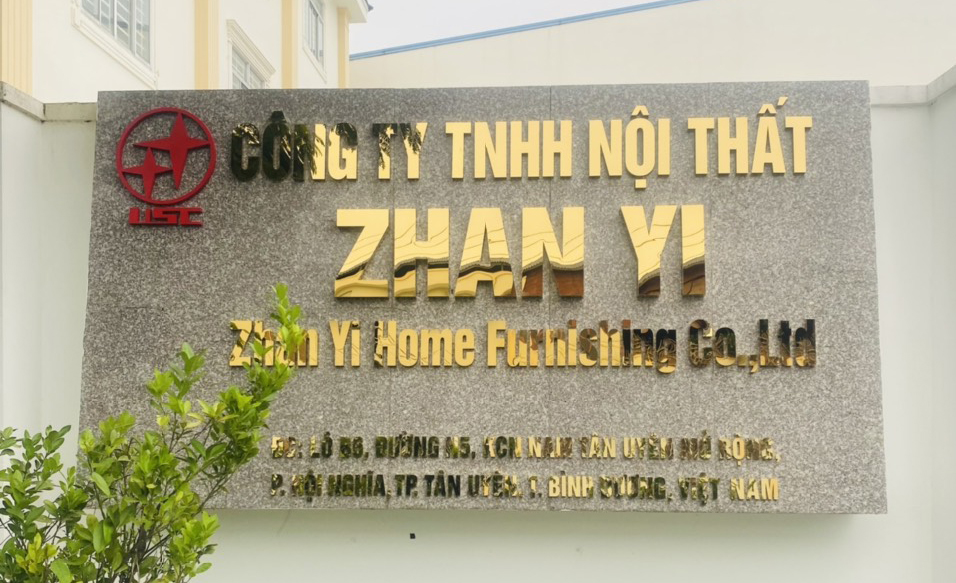 USC
CÔNG TY TNHH NỘI THẤT
ZHAN YI
Zhan Yi Home Furnishing Co.,Ltd
ĐC: LÔ B6, ĐƯỜNG N5, KCN NAM TÂN UYÊN MỞ RỘNG,
P. HỘI NGHĨA, TP. TÂN UYÊN, T. BÌNH DƯƠNG, VIỆT NAM